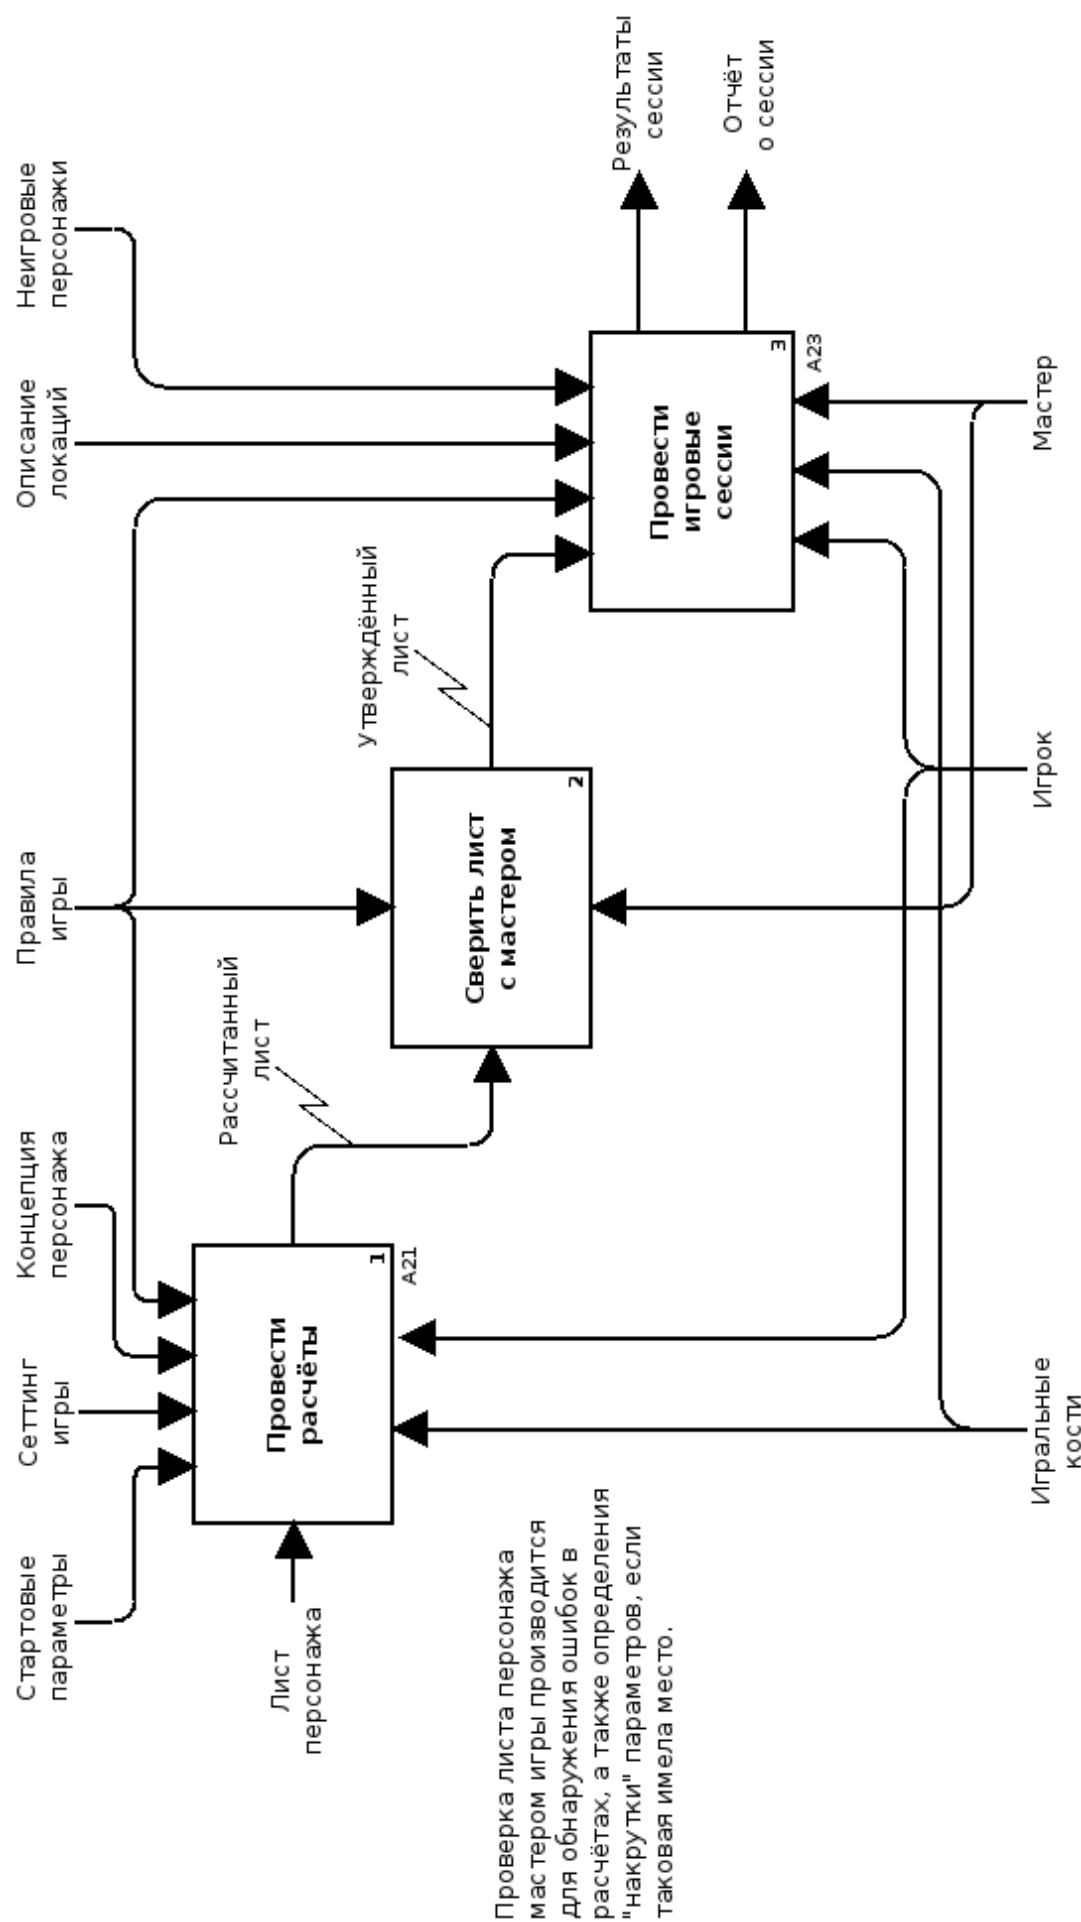 Стартовые
параметры
Сеттинг
игры
Концепция
персонажа
Правила
игры
Описание
локаций
Неигровые
персонажи
Лист
персонажа
Провести
расчёты
1
А21
Рассчитанный
лист
Сверить лист
с мастером
2
Утверждённый
лист
Провести
игровые
сессии
3
А23
Результаты
сессии
Отчёт
о сессии
Проверка листа персонажа
мастером игры производится
для обнаружения ошибок в
расчётах, а также определения
"накрутки" параметров, если
таковая имела место.
Игральные
кости
Игрок
Мастер